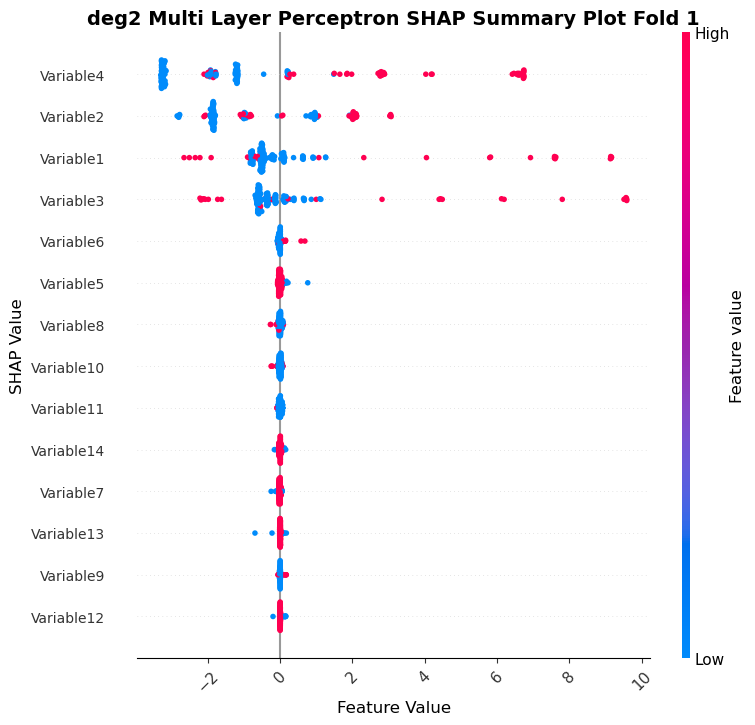 deg2 Multi Layer Perceptron SHAP Summary Plot Fold 1
High
Variable4
Variable2
Variable1
Variable3
Variable6
Variable5
Variable8
Variable10
Variable11
Variable14
Variable7
Variable13
Variable9
Variable12
SHAP Value
Feature value
Low
−2 0 2 4 6 8 10
Feature Value